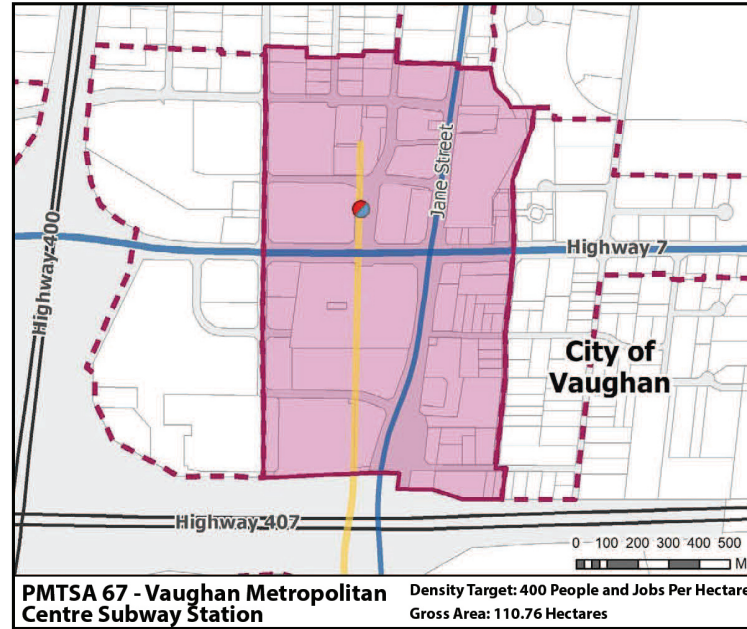 Jane Street
Highway 7
Highway 400
City of
Vaughan
Highway 407
0 100 200 300 400 500
M
PMTSA 67 - Vaughan Metropolitan
Centre Subway Station
Density Target: 400 People and Jobs Per Hectare
Gross Area: 110.76 Hectares